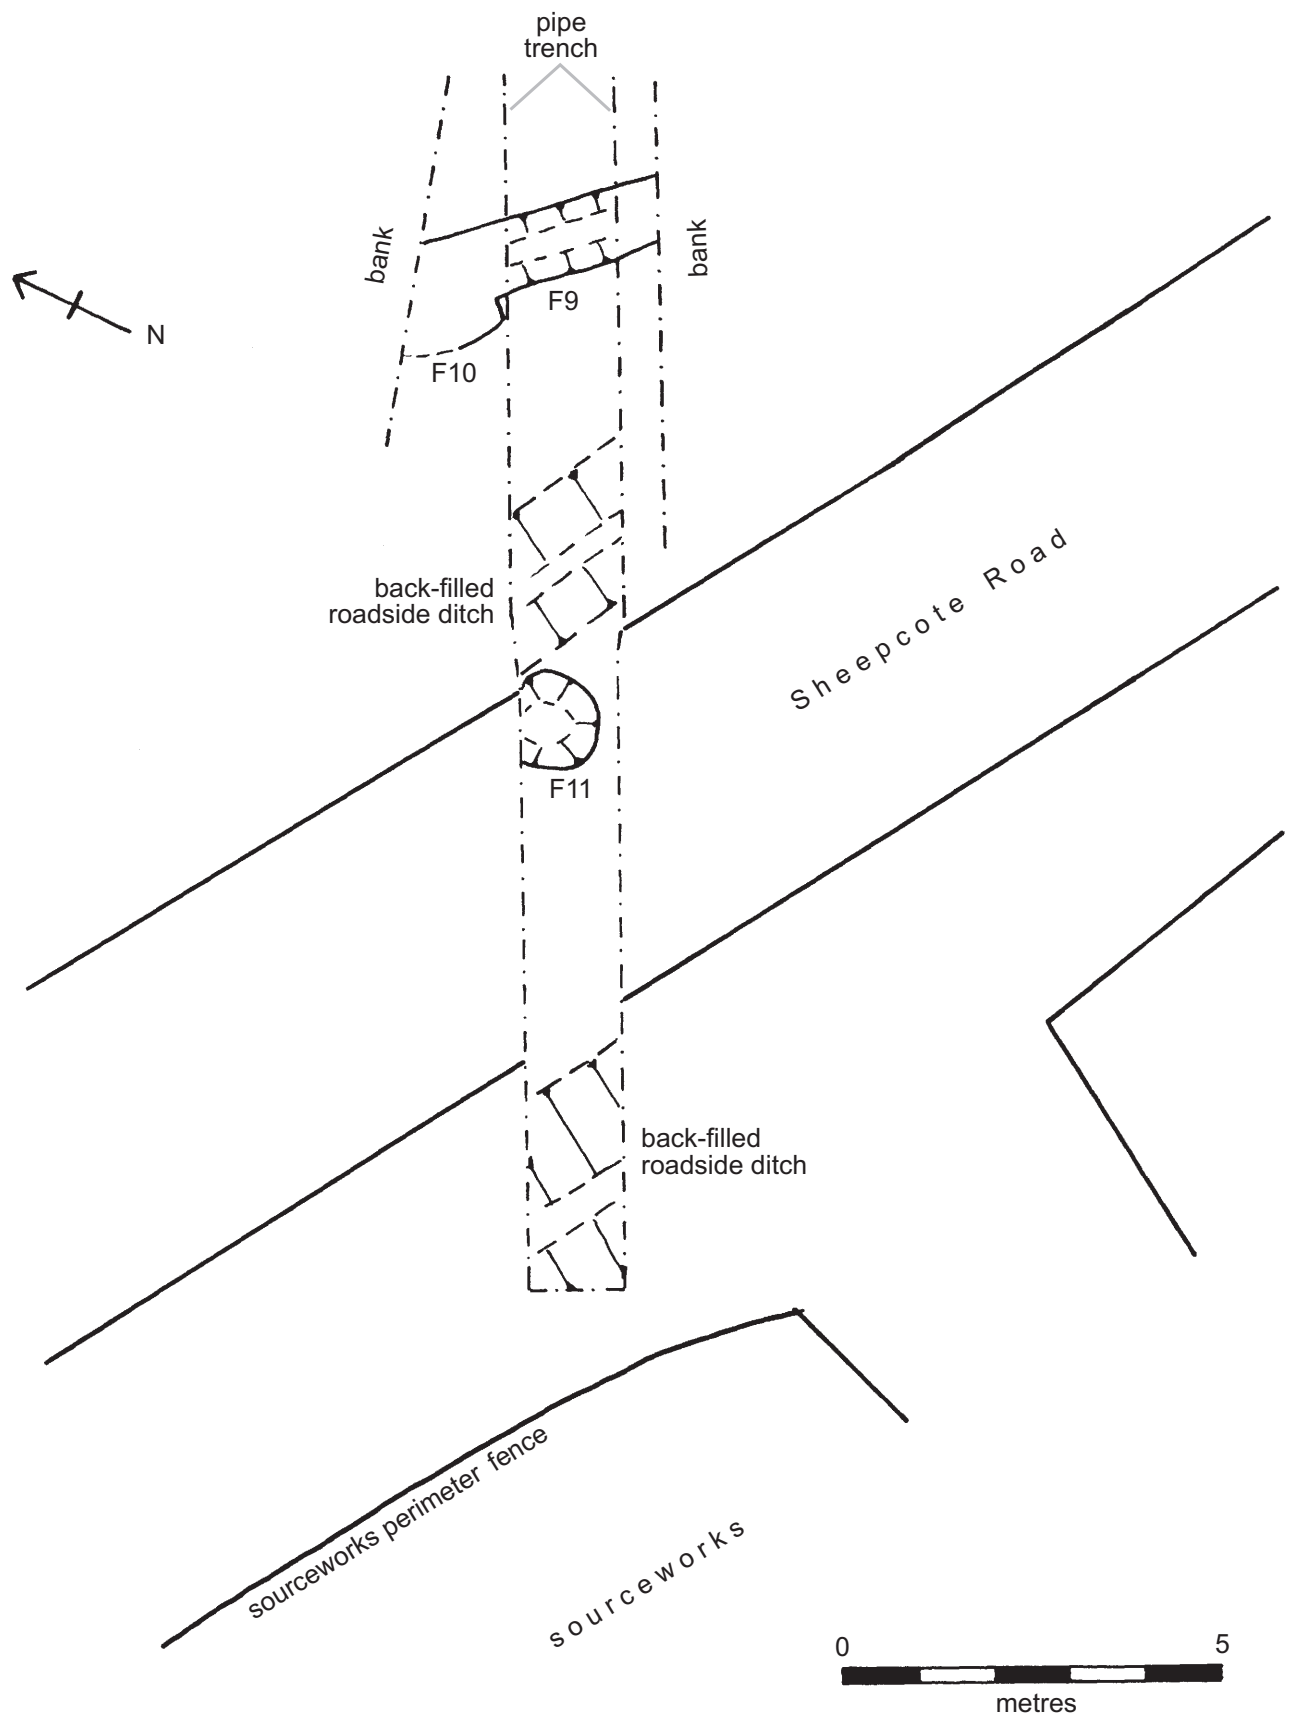 pipe
trench
bank
bank
F9
N
F10
back-filled
roadside ditch
Sheepcote Road
F11
back-filled
roadside ditch
sourceworks perimeter fence
sourceworks
0 5
metres